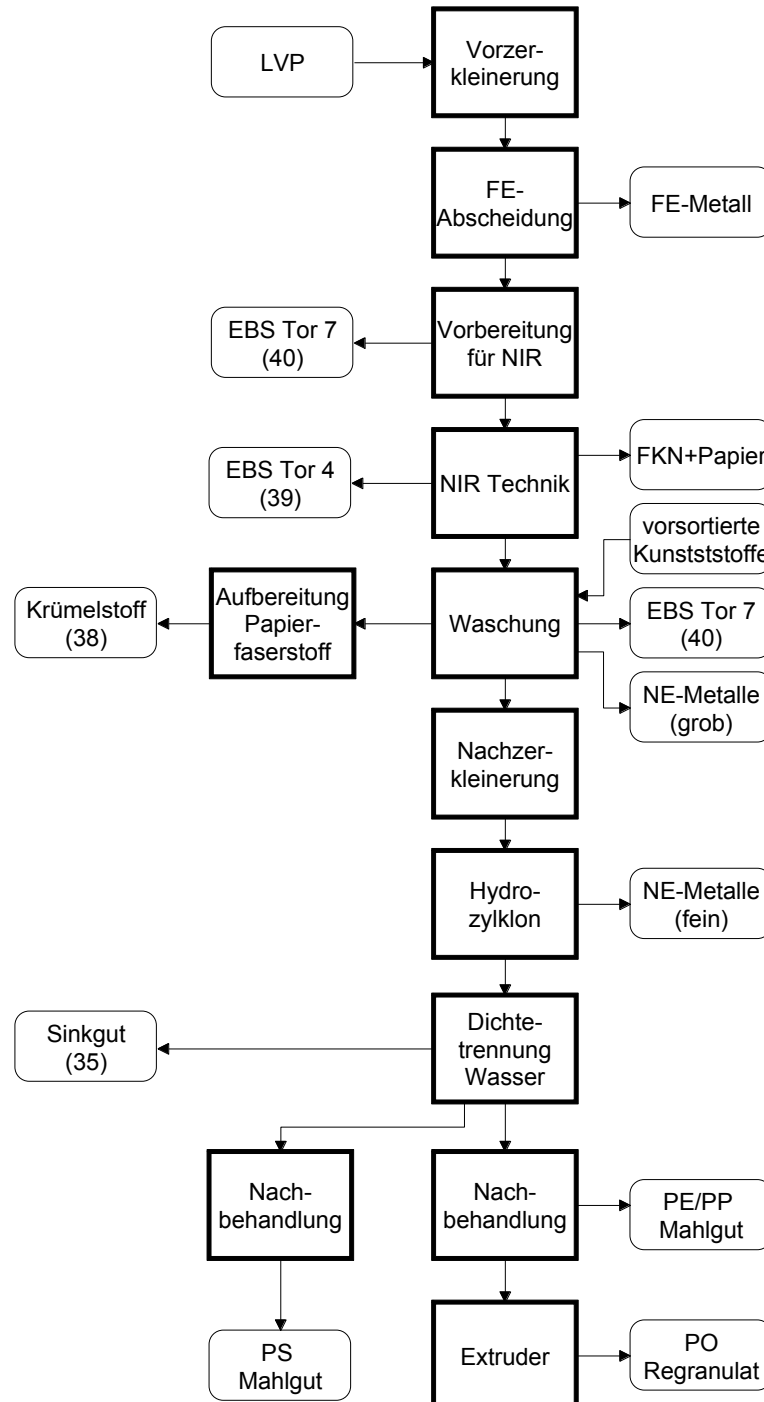 LVP
Vorzer-
kleinerung
FE-
Abscheidung
FE-Metall
EBS Tor 7
(40)
Vorbereitung
für NIR
EBS Tor 4
(39)
NIR Technik
FKN+Papier
vorsortierte
Kunstststoffe
Krümelstoff
(38)
Aufbereitung
Papier-
faserstoff
Waschung
EBS Tor 7
(40)
NE-Metalle
(grob)
Nachzer-
kleinerung
Hydro-
zylklon
NE-Metalle
(fein)
Sinkgut
(35)
Dichte-
trennung
Wasser
Nach-
behandlung
Nach-
behandlung
PE/PP
Mahlgut
PS
Mahlgut
Extruder
PO
Regranulat